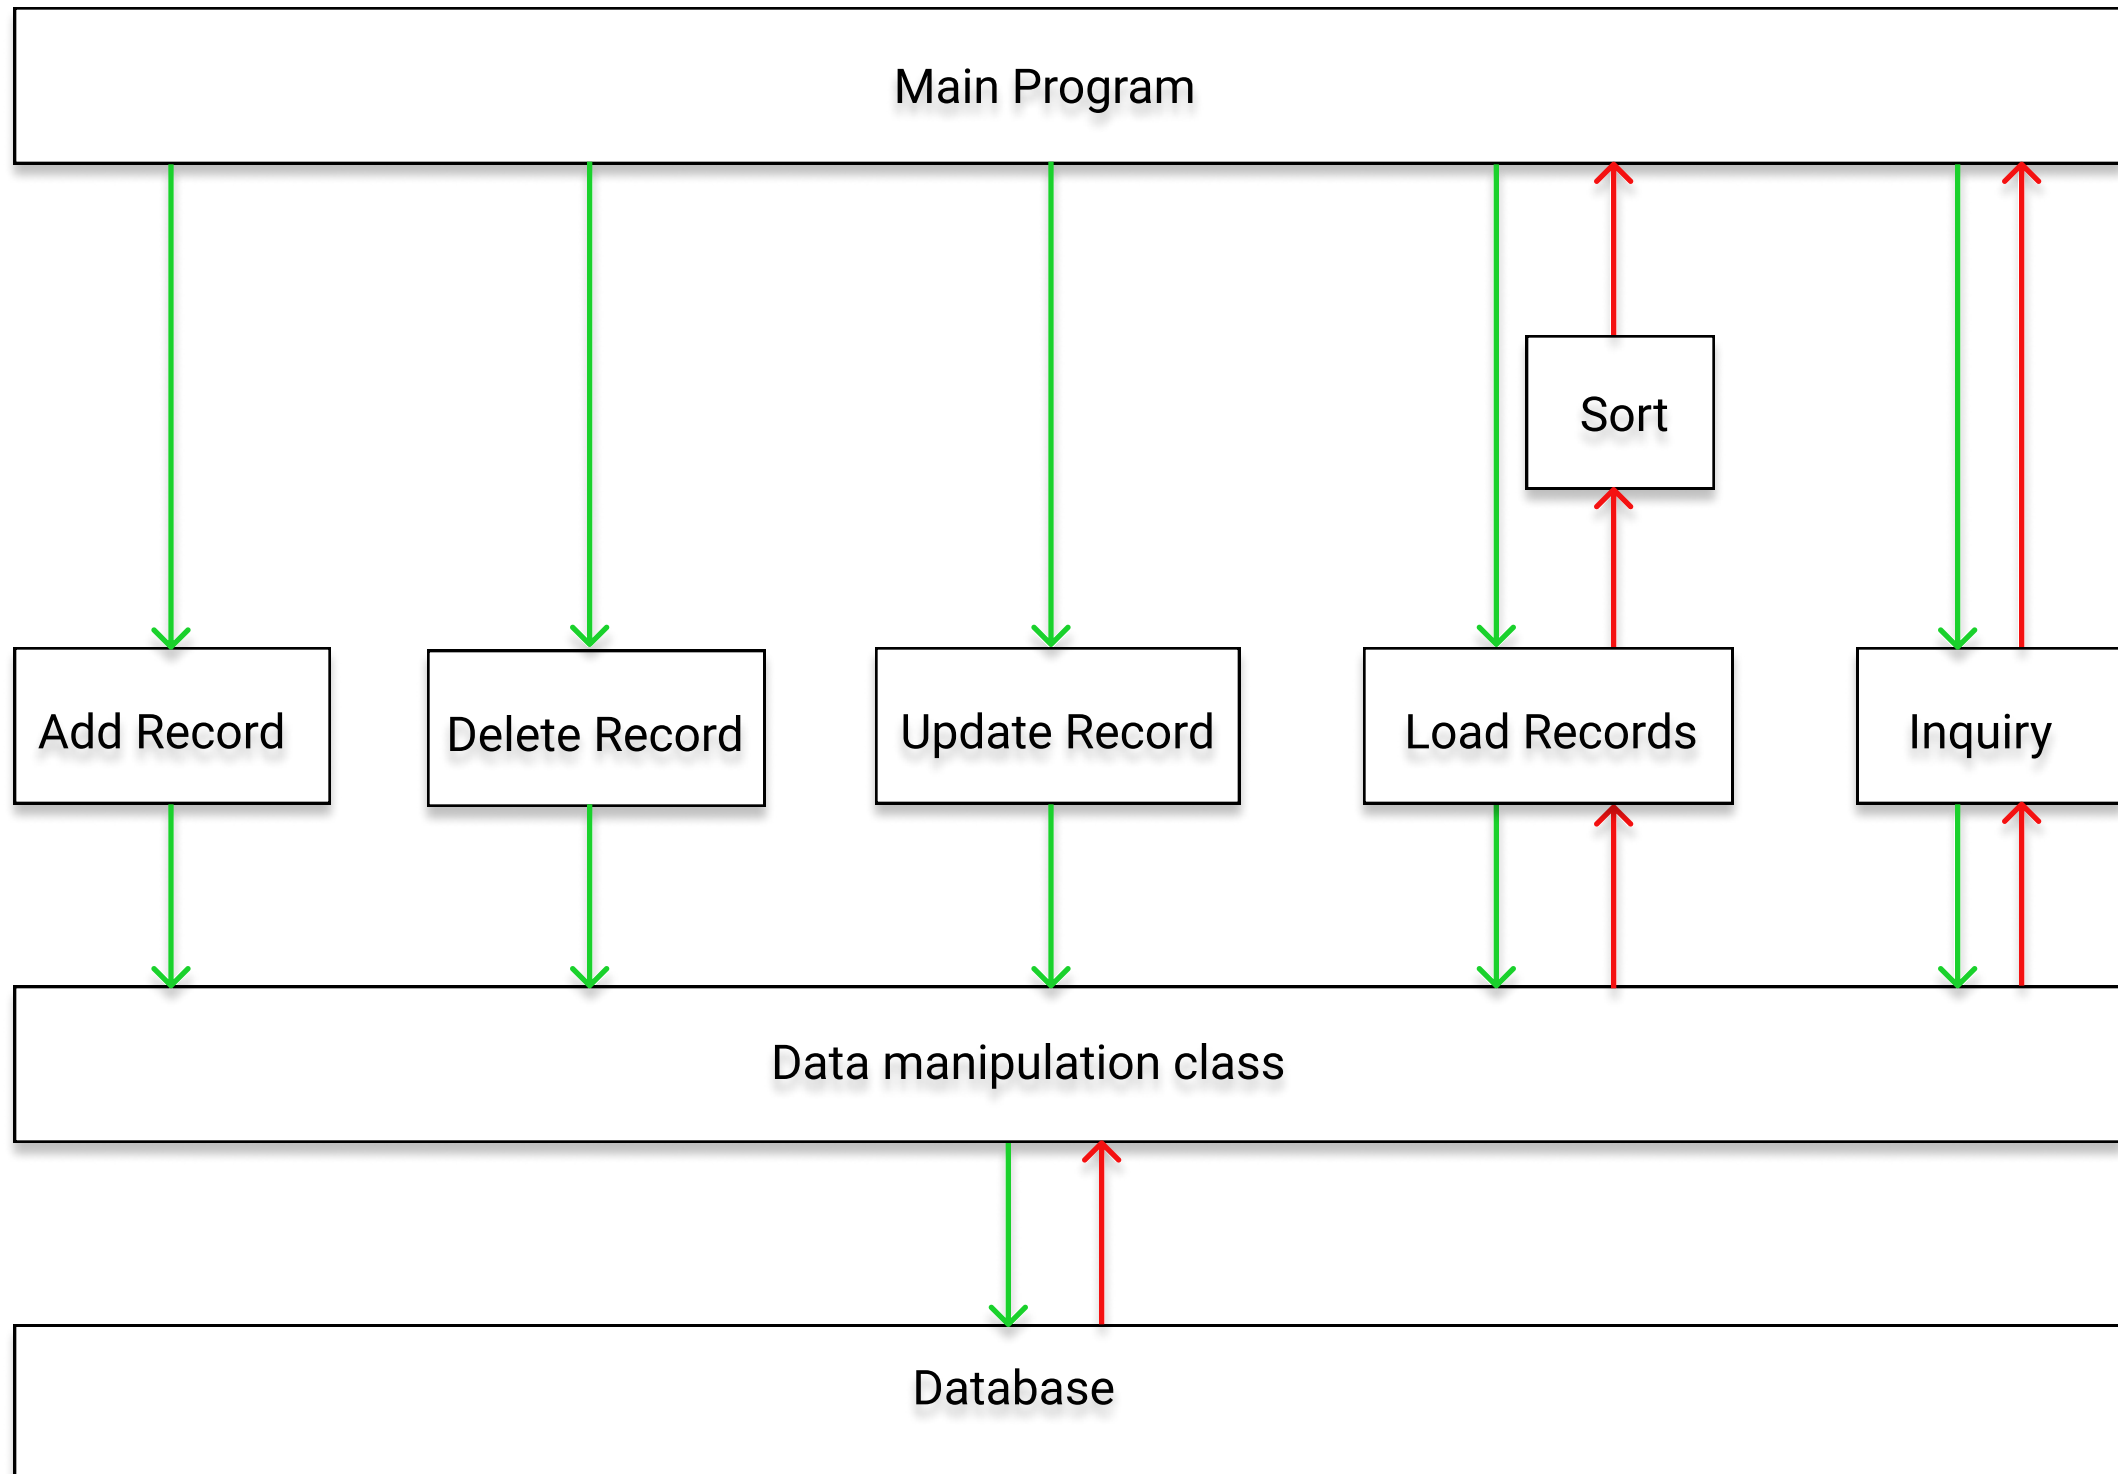 Main Program
Sort
Add Record
Delete Record
Update Record
Load Records
Inquiry
Data manipulation class
Database